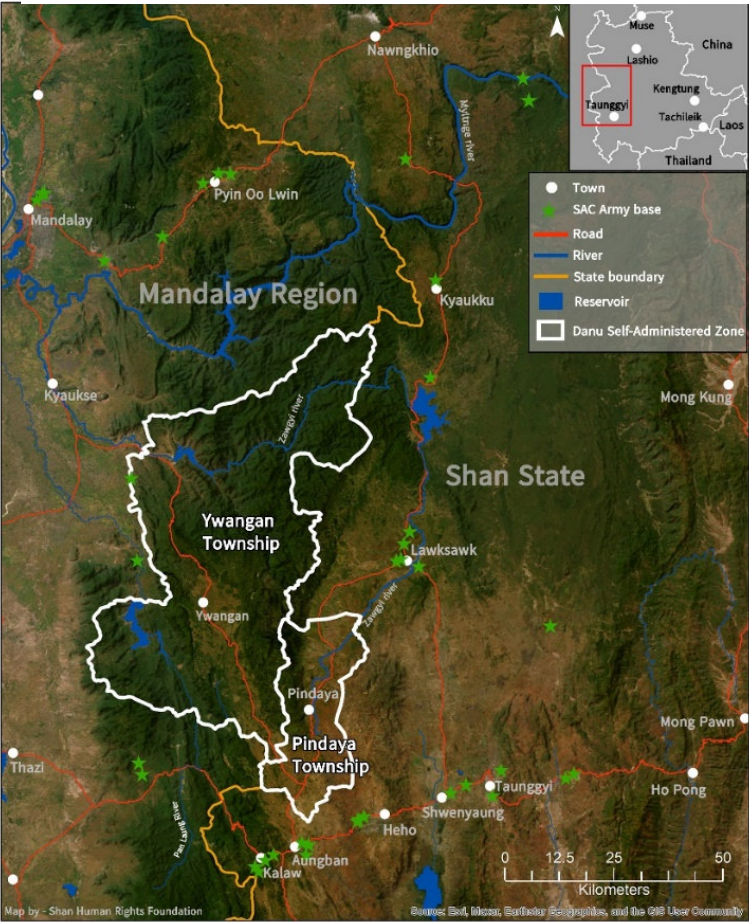 Nawngkhio
N
Muse
China
Lashio
Kengtung
Taunggyi
Tachileik
Laos
Thailand
Myitnge river
Town
SAC Army base
Road
River
State boundary
Reservoir
Danu Self-Administered Zone
Pyin Oo Lwin
Mandalay
Mandalay Region
Kyaukku
Kyaukse
Mong Kung
Zawgyi river
Shan State
Ywangan
Township
Lawksawk
Zawgyi river
Ywangan
Pindaya
Mong Pawn
Pindaya
Township
Thazi
Taunggyi
Ho Pong
Shwenyaung
Heho
Pan Laung River
Aungban
Kalaw
0 12.5 25 50
Kilometers
Map by - Shan Human Rights Foundation
Source: Esri, Maxar, Earthstar Geographics, and the GIS User Community